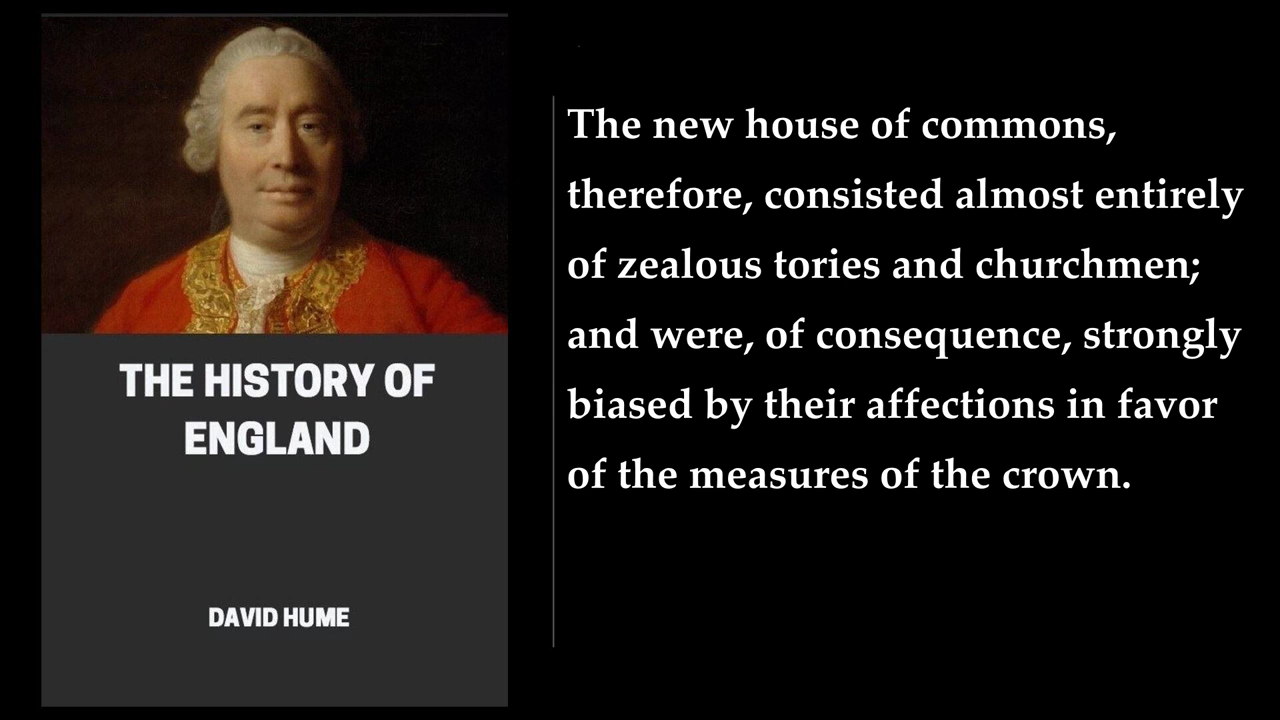 THE HISTORY OF
ENGLAND
DAVID HUME
The new house of commons,
therefore, consisted almost entirely
of zealous tories and churchmen;
and were, of consequence, strongly
biased by their affections in favor
of the measures of the crown.